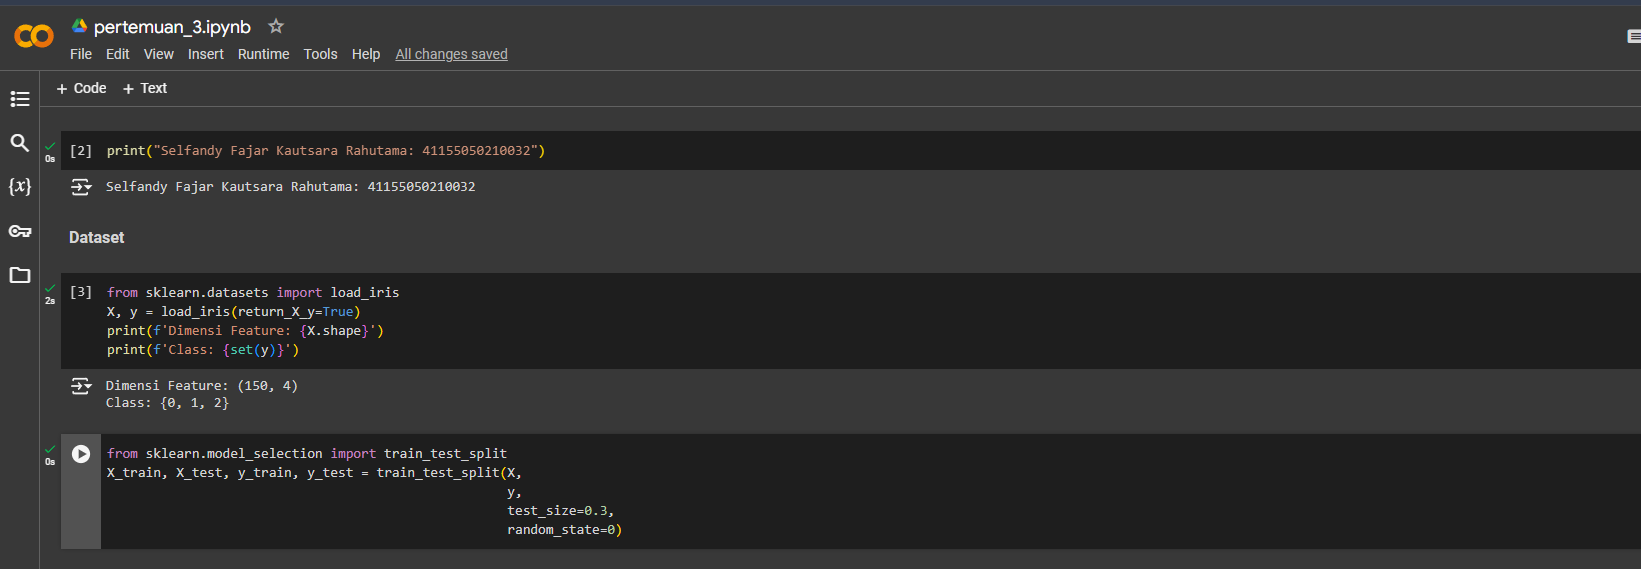 pertemuan_3.ipynb
File Edit View Insert Runtime Tools Help All changes saved
+ Code + Text
0s
[2] print("Selfandy Fajar Kautsara Rahutama: 41155050210032")
Selfandy Fajar Kautsara Rahutama: 41155050210032
{x}
Dataset
2s
[3] from sklearn.datasets import load_iris
X, y = load_iris(return_X_y=True)
print(f'Dimensi Feature: {X.shape}')
print(f'Class: {set(y)}')
Dimensi Feature: (150, 4)
Class: {0, 1, 2}
0s
from sklearn.model_selection import train_test_split
X_train, X_test, y_train, y_test = train_test_split(X,
y,
test_size=0.3,
random_state=0)